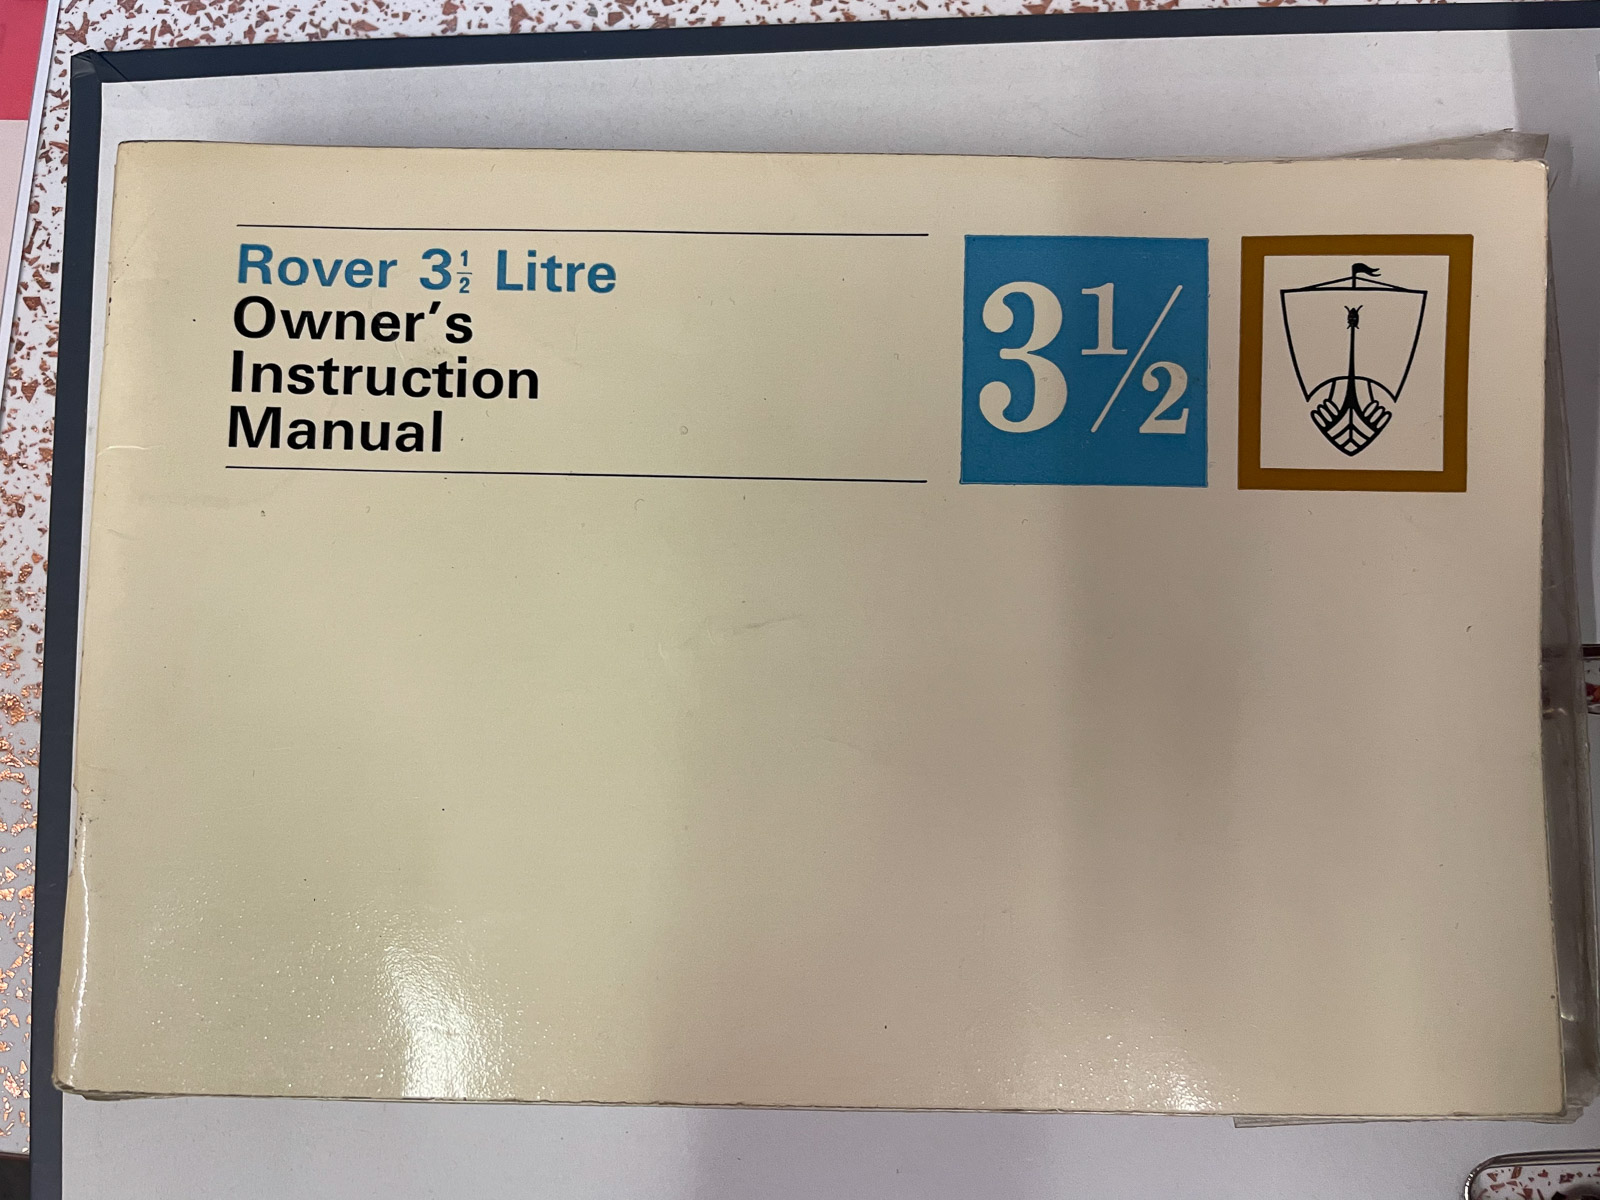 Rover 3½ Litre
Owner's
Instruction
Manual
3½